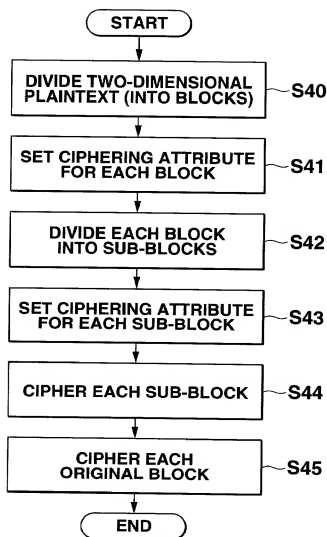 START
DIVIDE TWO-DIMENSIONAL
PLAINTEXT (INTO BLOCKS)
S40
SET CIPHERING ATTRIBUTE
FOR EACH BLOCK
S41
DIVIDE EACH BLOCK
INTO SUB-BLOCKS
S42
SET CIPHERING ATTRIBUTE
FOR EACH SUB-BLOCK
S43
CIPHER EACH SUB-BLOCK
S44
CIPHER EACH
ORIGINAL BLOCK
S45
END